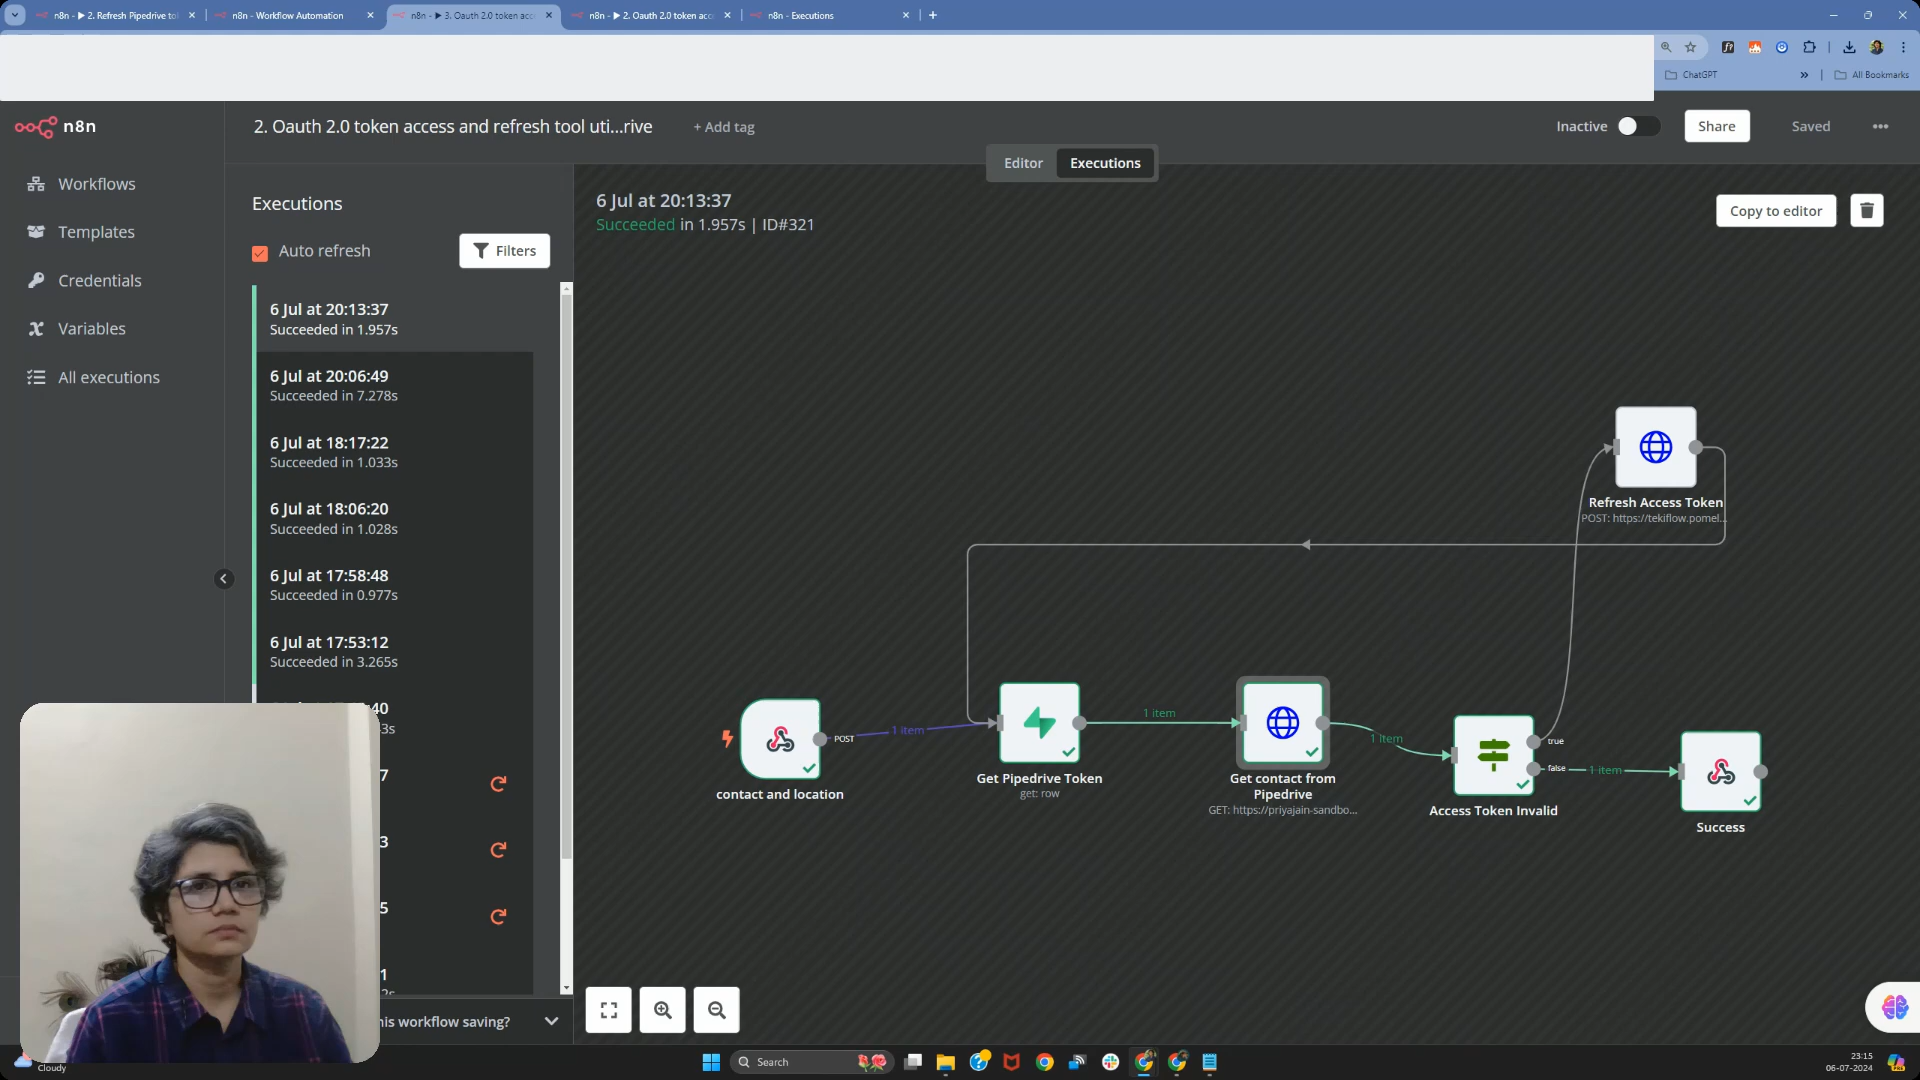 n8n - ▶ 2. Refresh Pipedrive to
n8n - Workflow Automation
n8n - ▶ 3. Oauth 2.0 token acc
n8n - ▶ 2. Oauth 2.0 token acc
n8n - Executions
ChatGPT
All Bookmarks
n8n
2. Oauth 2.0 token access and refresh tool uti...rive
+ Add tag
Inactive
Share
Saved
Editor
Executions
Workflows
Templates
Credentials
Variables
All executions
Executions
Auto refresh
Filters
6 Jul at 20:13:37
Succeeded in 1.957s
6 Jul at 20:06:49
Succeeded in 7.278s
6 Jul at 18:17:22
Succeeded in 1.033s
6 Jul at 18:06:20
Succeeded in 1.028s
6 Jul at 17:58:48
Succeeded in 0.977s
6 Jul at 17:53:12
Succeeded in 3.265s
40
3s
7
3
5
1
his workflow saving?
6 Jul at 20:13:37
Succeeded in 1.957s | ID#321
Copy to editor
Refresh Access Token
POST: https://tekiflow.pomel...
POST
1 item
1 item
1 item
true
false
1 item
contact and location
Get Pipedrive Token
get: row
Get contact from
Pipedrive
GET: https://priyajain-sandbo...
Access Token Invalid
Success
Cloudy
Search
23:15
06-07-2024